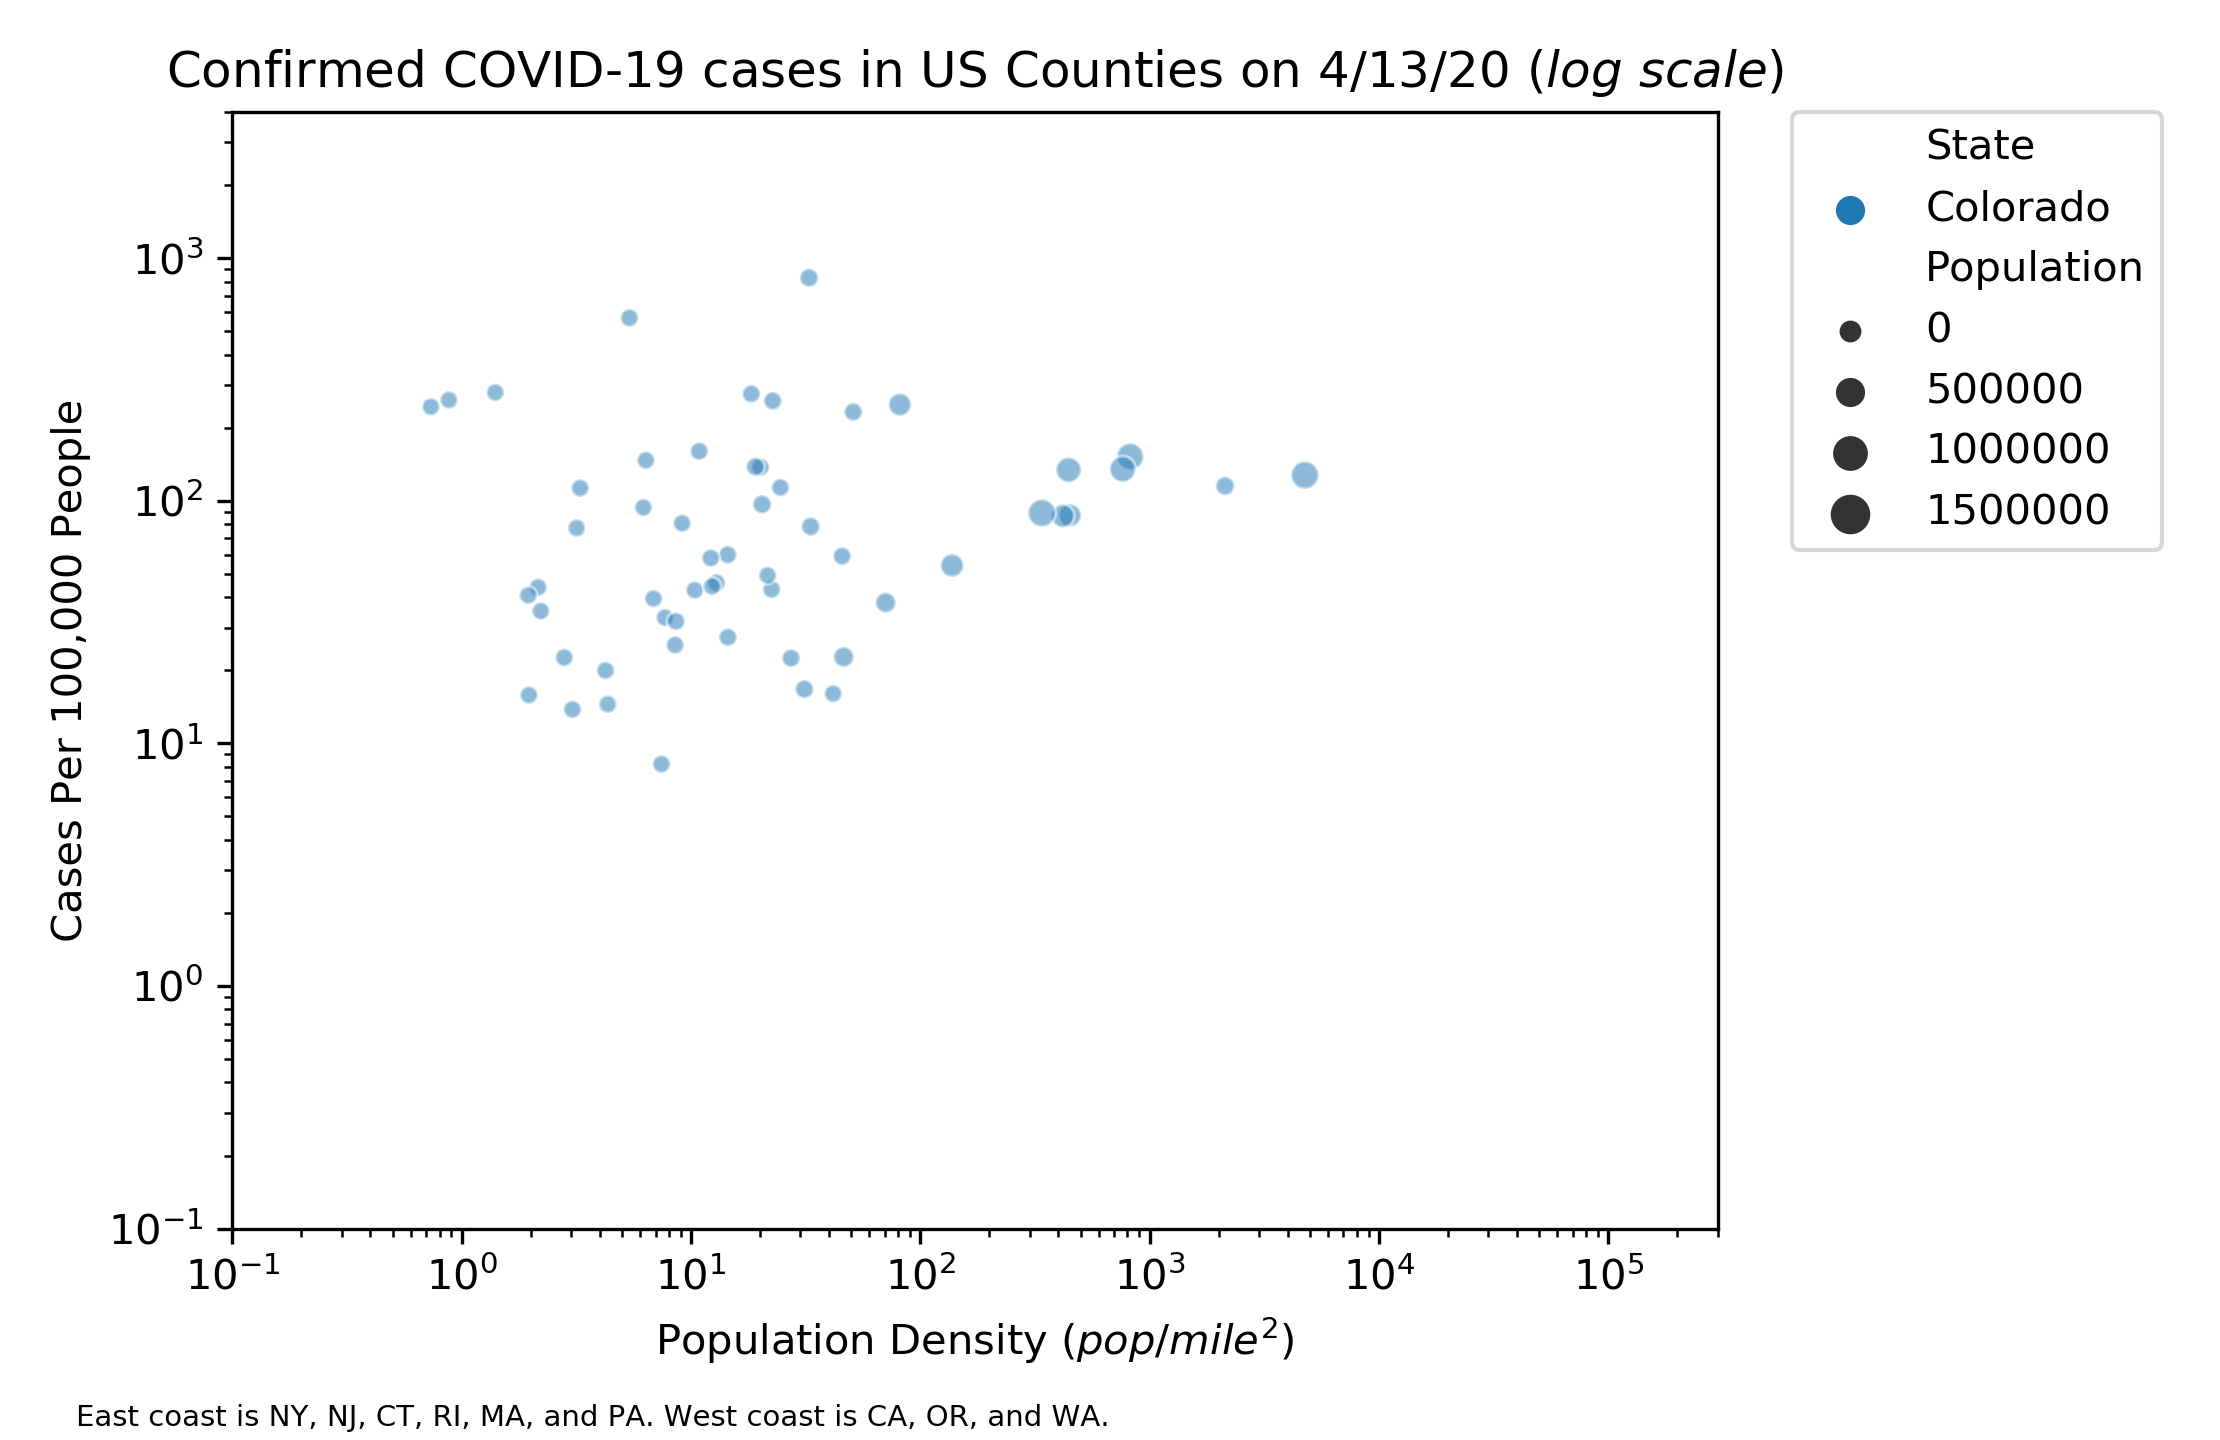 Confirmed COVID-19 cases in US Counties on 4/13/20 (log scale)
State
Colorado
Population
0
500000
1000000
1500000
Cases Per 100,000 People
10³
10²
10¹
10⁰
10⁻¹
10⁻¹ 10⁰ 10¹ 10² 10³ 10⁴ 10⁵
Population Density (pop/mile²)
East coast is NY, NJ, CT, RI, MA, and PA. West coast is CA, OR, and WA.